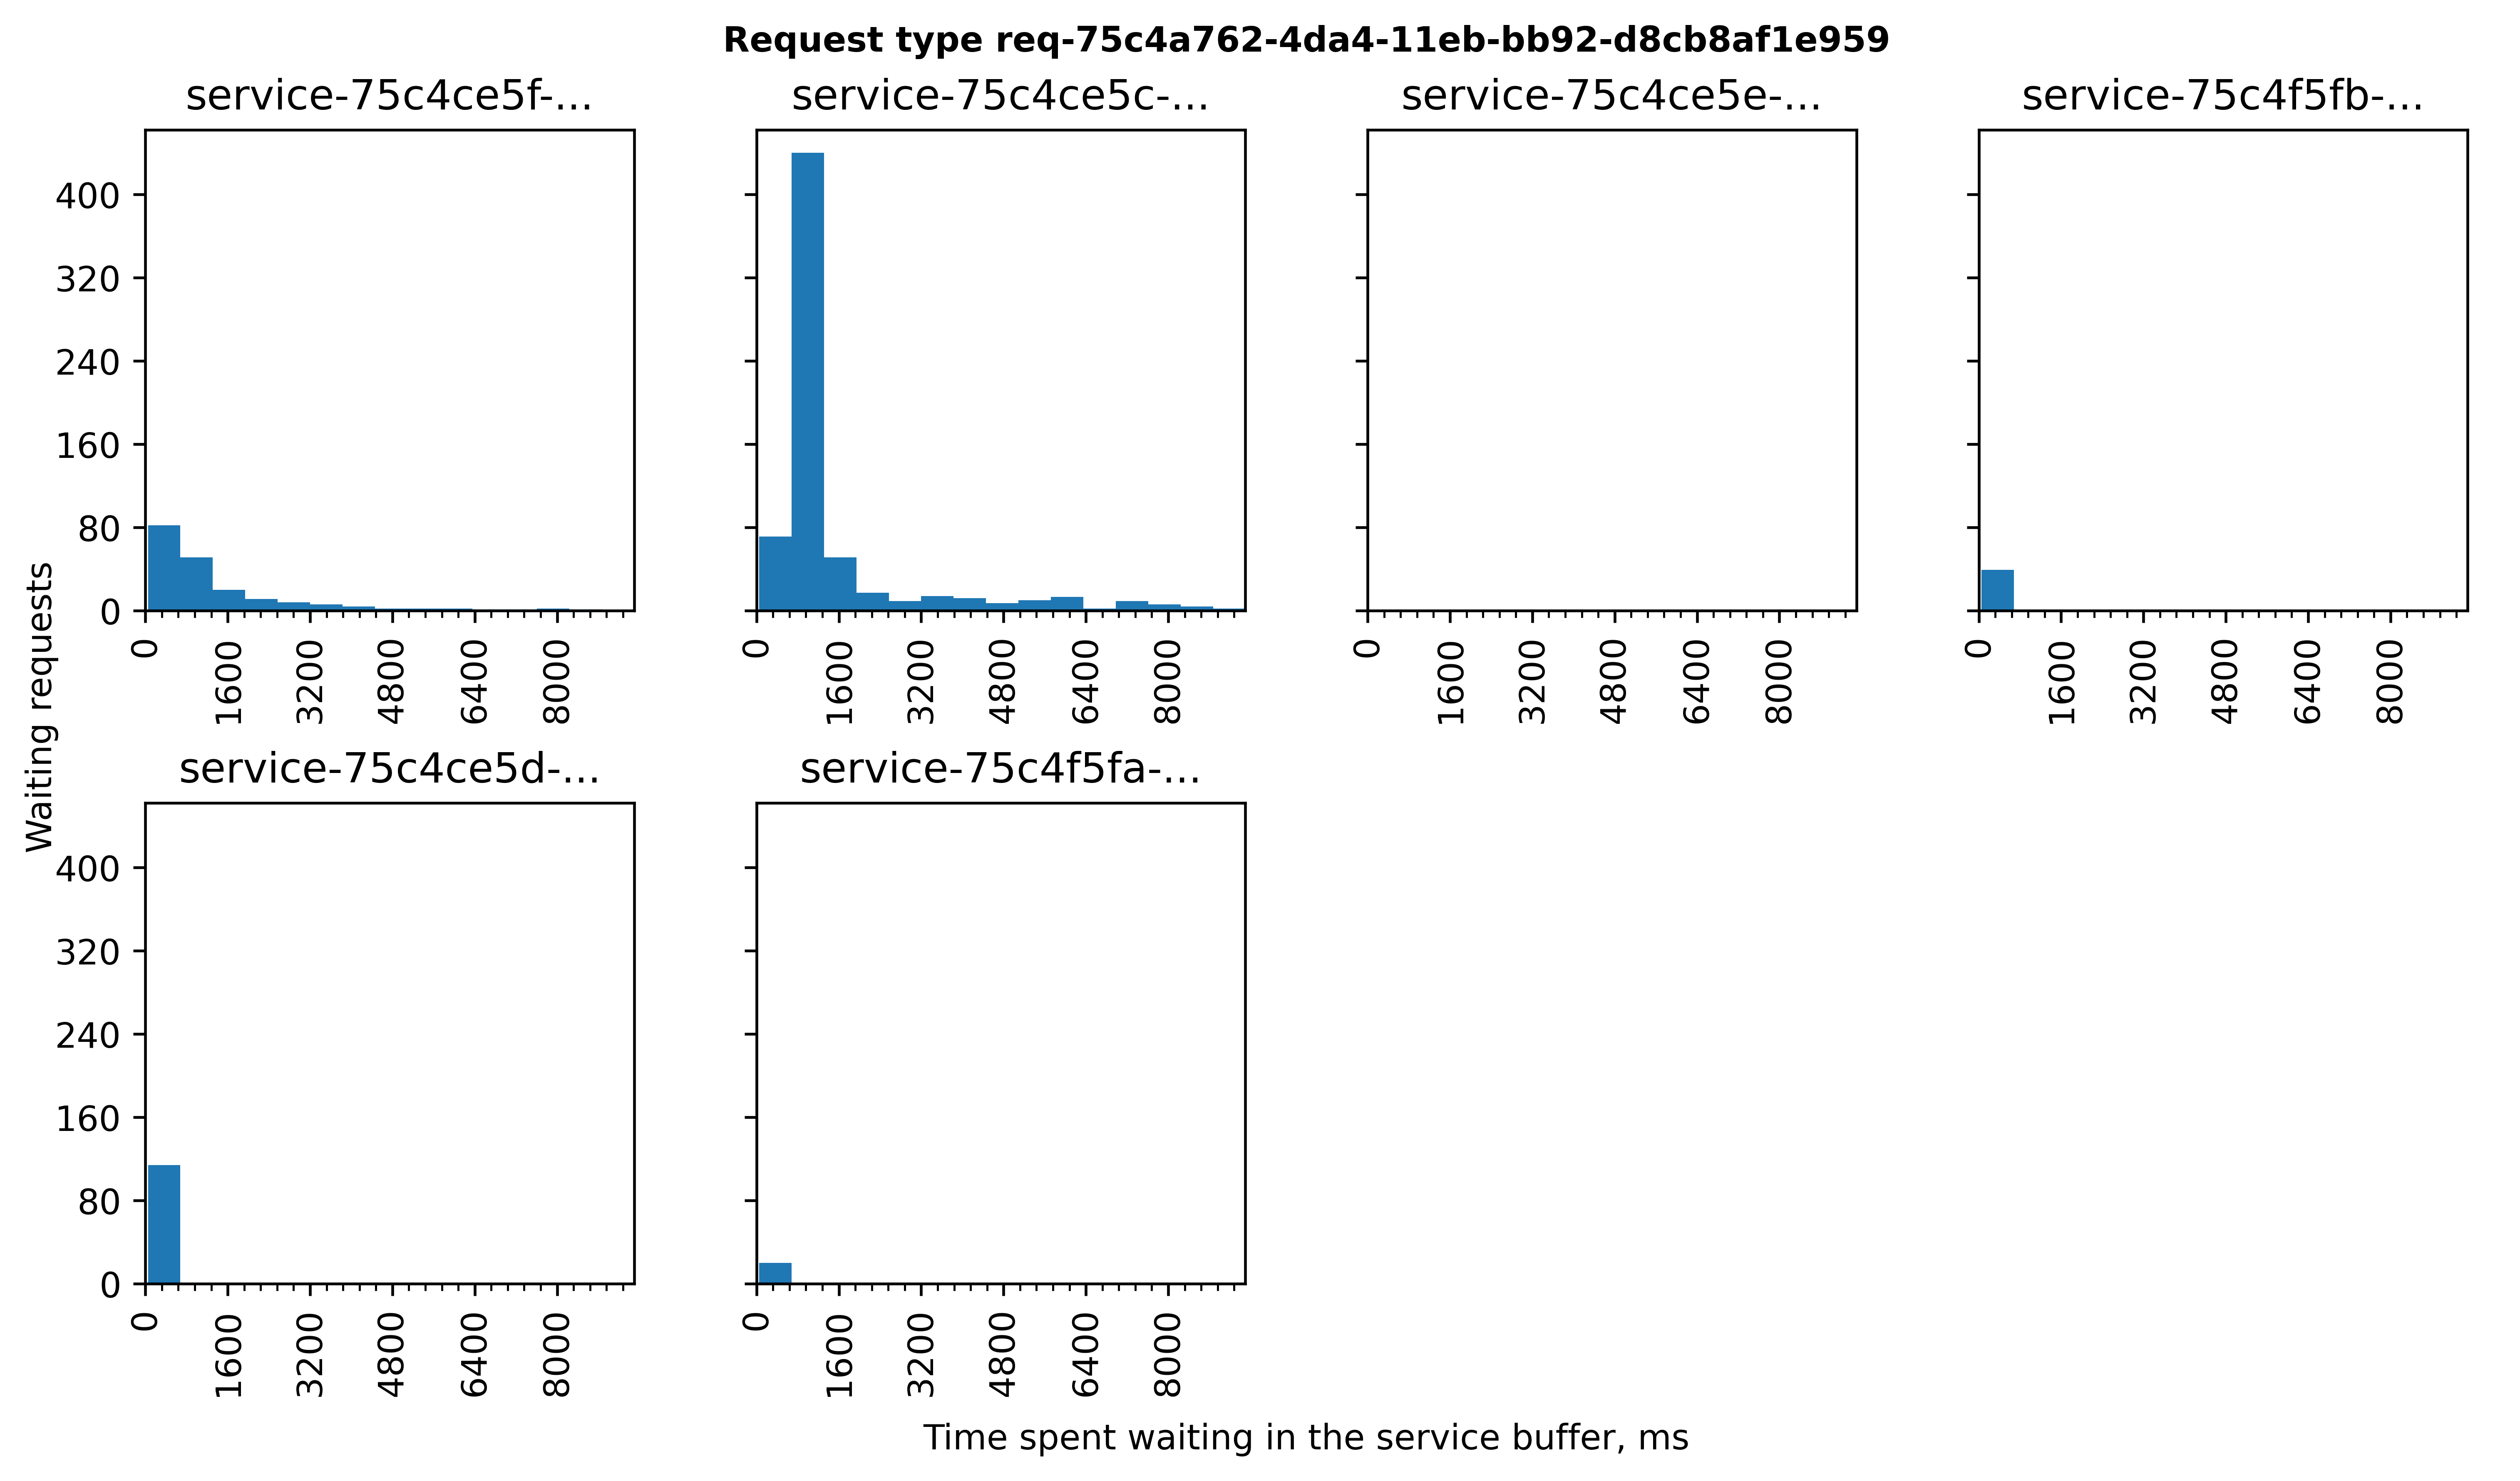 Request type req-75c4a762-4da4-11eb-bb92-d8cb8af1e959
service-75c4ce5f-...
service-75c4ce5c-...
service-75c4ce5e-...
service-75c4f5fb-...
400
320
240
160
80
0
0 1600 3200 4800 6400 8000
0 1600 3200 4800 6400 8000
0 1600 3200 4800 6400 8000
0 1600 3200 4800 6400 8000
Waiting requests
service-75c4ce5d-...
service-75c4f5fa-...
400
320
240
160
80
0
0 1600 3200 4800 6400 8000
0 1600 3200 4800 6400 8000
Time spent waiting in the service buffer, ms